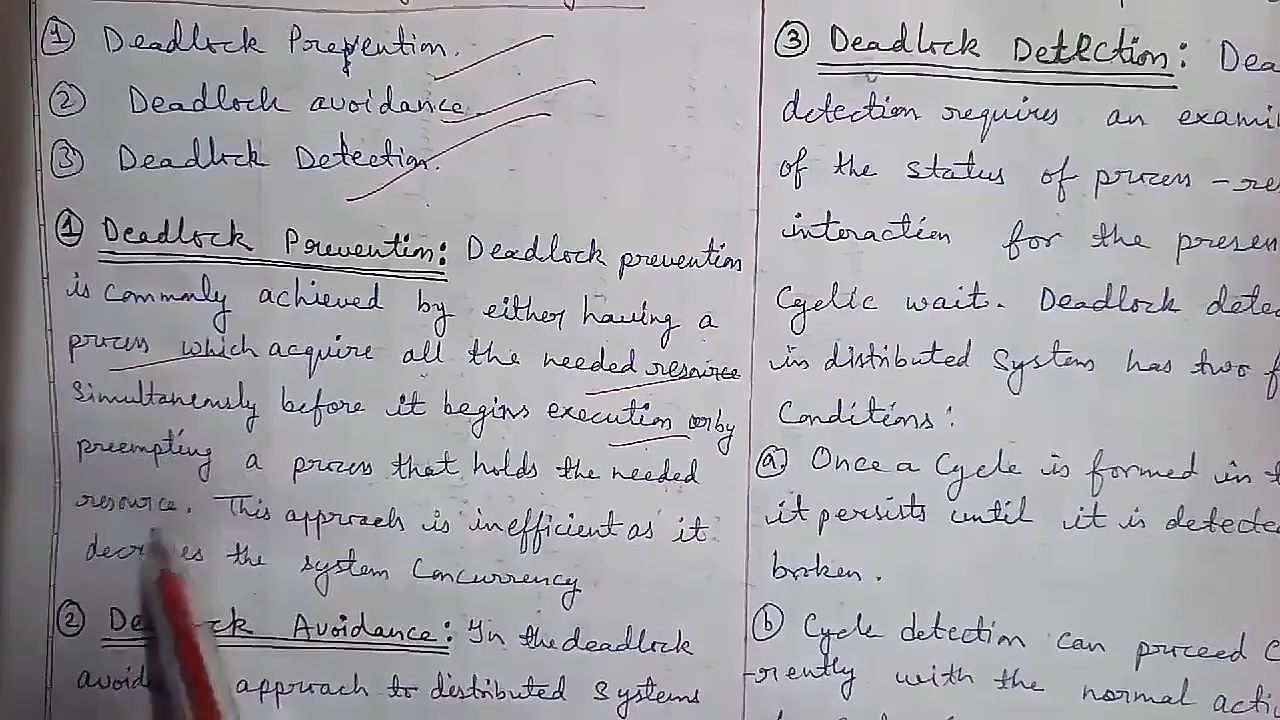 ① Deadlock Prevention.
② Deadlock avoidance.
③ Deadlock Detection.
① Deadlock Prevention: Deadlock prevention
is commonly achieved by either having a
process which acquire all the needed resource
simultaneously before it begins execution or by
preempting a process that holds the needed
resource. This approach is inefficient as it
the system Concurrency
② Avoidance: In the deadlock
approach to distributed Systems
③ Deadlock Detection:
detection requires an
of the status of process -
interaction for the
Cyclic wait. Deadlock
in distributed System has two
Conditions:
ⓐ Once a Cycle is formed in
it persists until it is
broken.
ⓑ Cycle detection can proceed
-rently with the normal